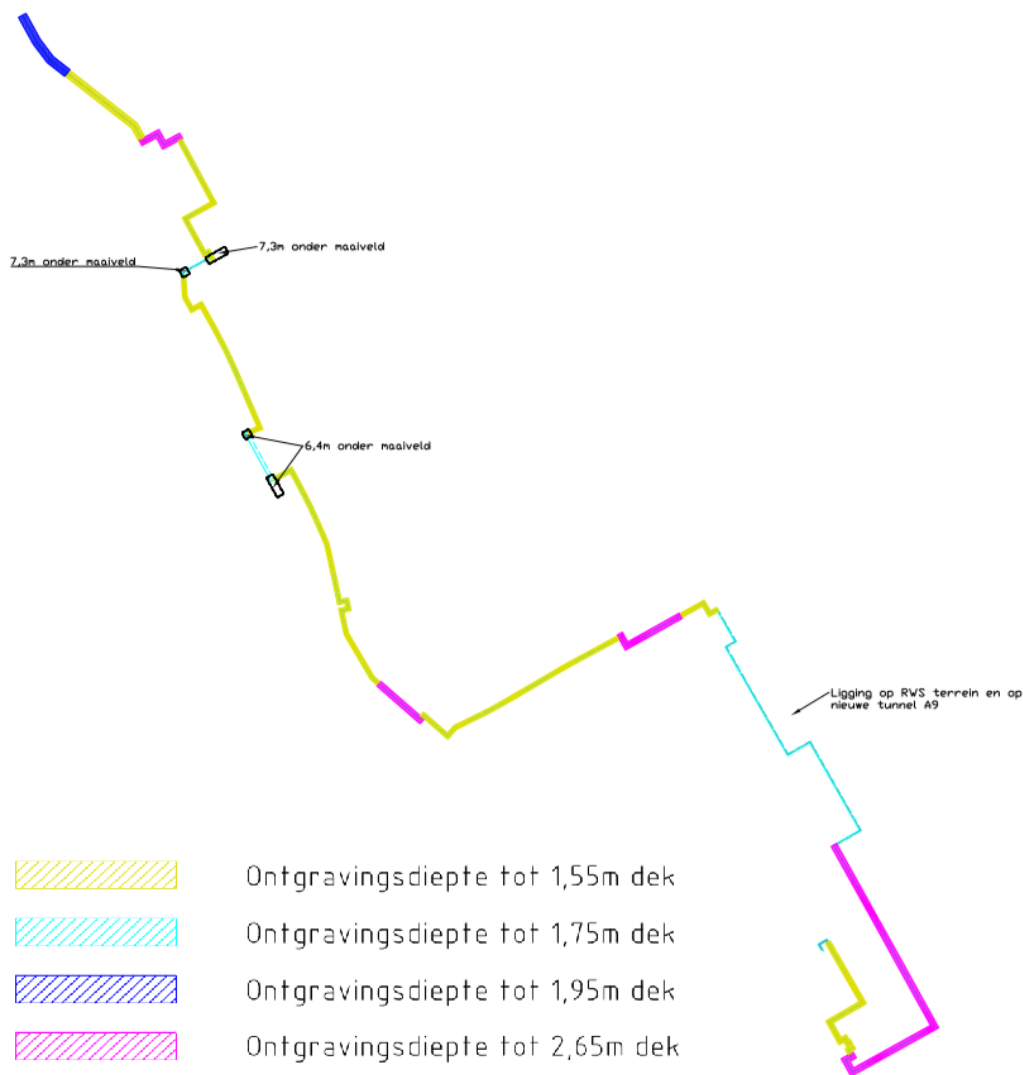 7,3m onder maaiveld
7,3m onder maaiveld
6,4m onder maaiveld
Ligging op RWS terrein en op
nieuwe tunnel A9
Ontgravingsdiepte tot 1,55m dek
Ontgravingsdiepte tot 1,75m dek
Ontgravingsdiepte tot 1,95m dek
Ontgravingsdiepte tot 2,65m dek